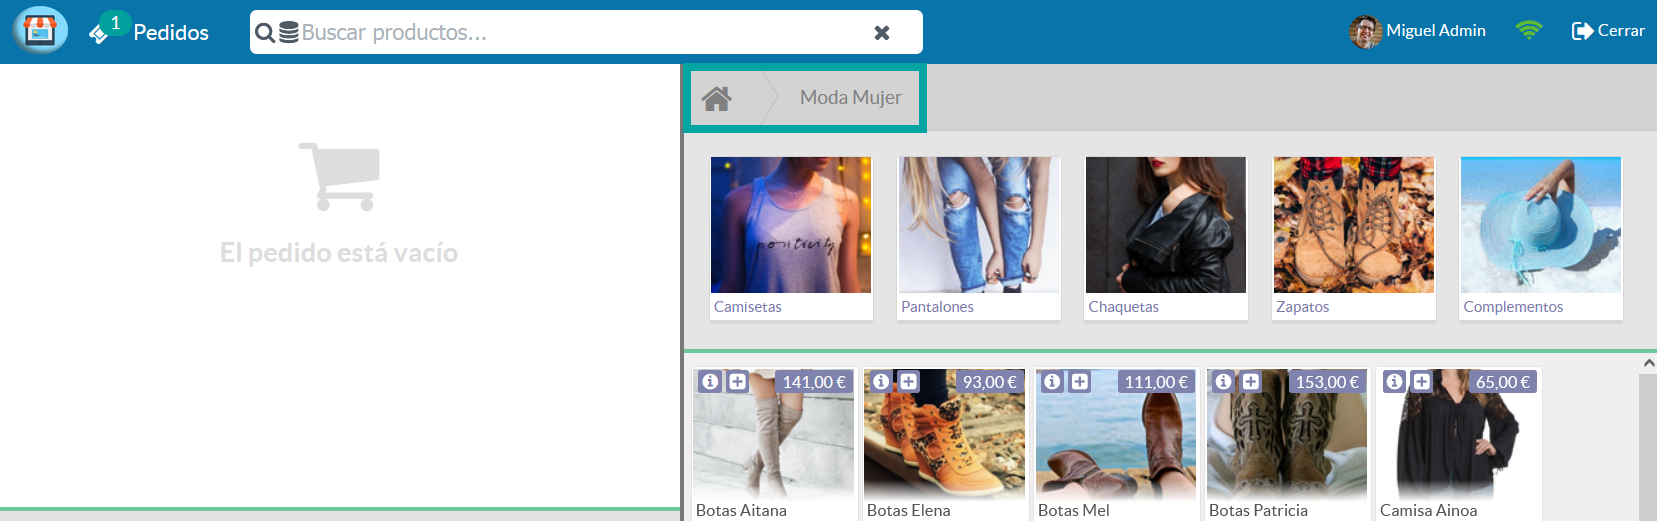 1 Pedidos
Buscar productos...
Miguel Admin
Cerrar
Moda Mujer
El pedido está vacío
positivity
Camisetas
Pantalones
Chaquetas
Zapatos
Complementos
141,00 €
93,00 €
111,00 €
153,00 €
65,00 €
Botas Aitana
Botas Elena
Botas Mel
Botas Patricia
Camisa Ainoa